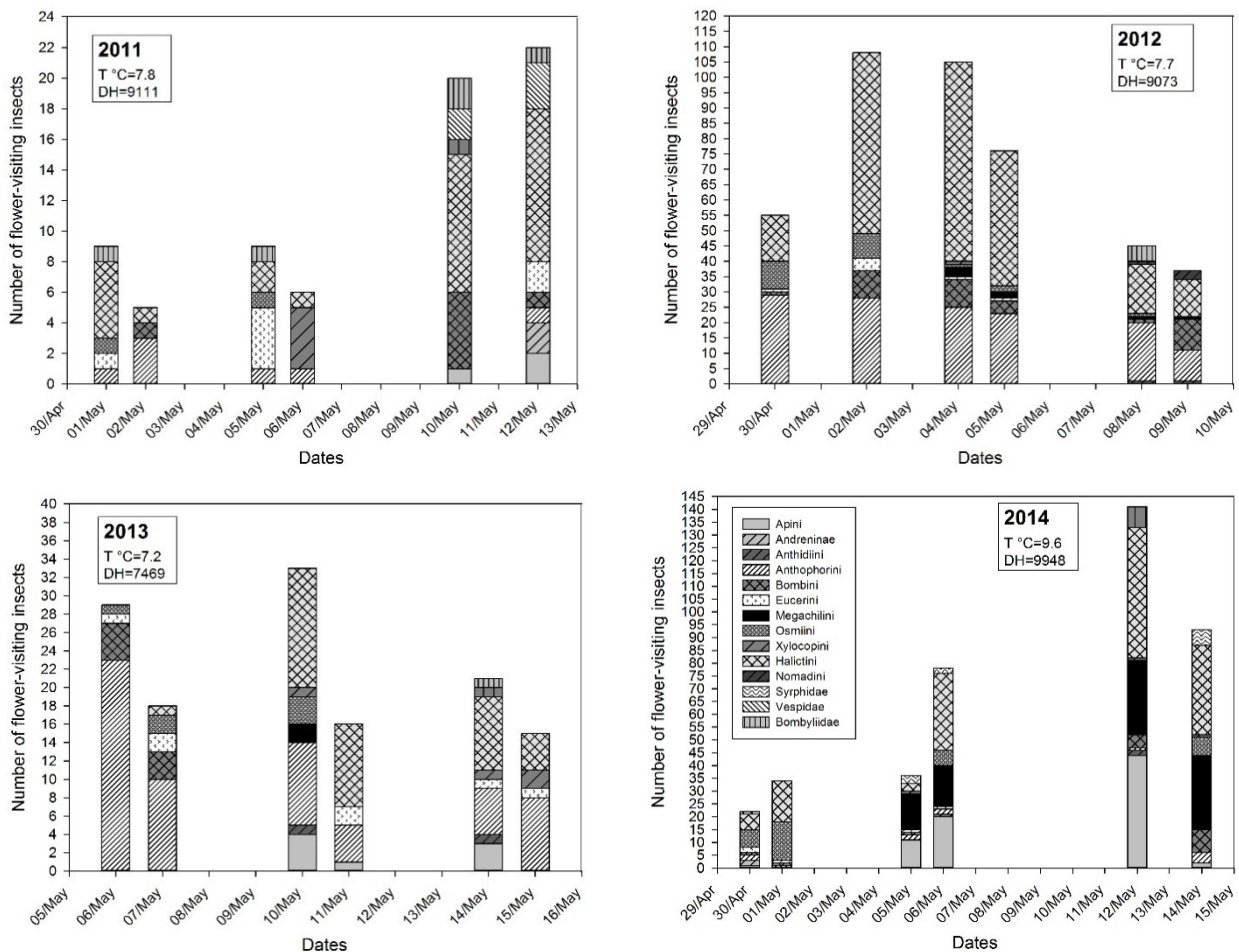 2011
T °C=7.8
DH=9111
Number of flower-visiting insects
24
22
20
18
16
14
12
10
8
6
4
2
0
30/Apr
01/May
02/May
03/May
04/May
05/May
06/May
07/May
08/May
09/May
10/May
11/May
12/May
13/May
Dates
2012
T °C=7.7
DH=9073
Number of flower-visiting insects
120
115
110
105
100
95
90
85
80
75
70
65
60
55
50
45
40
35
30
25
20
15
10
5
0
29/Apr
30/Apr
01/May
02/May
03/May
04/May
05/May
06/May
07/May
08/May
09/May
10/May
Dates
2013
T °C=7.2
DH=7469
Number of flower-visiting insects
40
38
36
34
32
30
28
26
24
22
20
18
16
14
12
10
8
6
4
2
0
05/May
06/May
07/May
08/May
09/May
10/May
11/May
12/May
13/May
14/May
15/May
16/May
Dates
2014
T °C=9.6
DH=9948
Apini
Andreninae
Anthidiini
Anthophorini
Bombini
Eucerini
Megachilini
Osmiini
Xylocopini
Halictini
Nomadini
Syrphidae
Vespidae
Bombyliidae
Number of flower-visiting insects
145
140
135
130
125
120
115
110
105
100
95
90
85
80
75
70
65
60
55
50
45
40
35
30
25
20
15
10
5
0
29/Apr
30/Apr
01/May
02/May
03/May
04/May
05/May
06/May
07/May
08/May
09/May
10/May
11/May
12/May
13/May
14/May
15/May
Dates